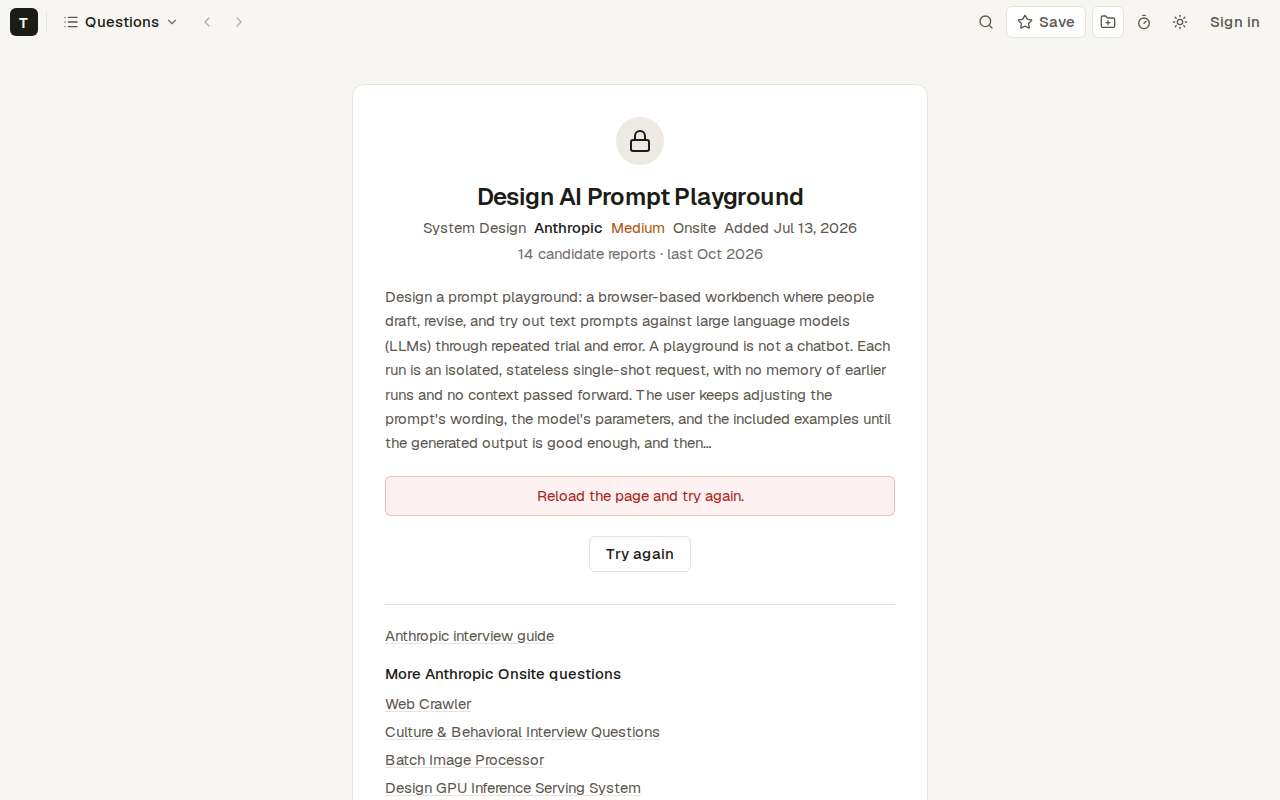 T
Questions
Save
Sign in
Design AI Prompt Playground
System Design Anthropic Medium Onsite Added Jul 13, 2026
14 candidate reports · last Oct 2026
Design a prompt playground: a browser-based workbench where people
draft, revise, and try out text prompts against large language models
(LLMs) through repeated trial and error. A playground is not a chatbot. Each
run is an isolated, stateless single-shot request, with no memory of earlier
runs and no context passed forward. The user keeps adjusting the
prompt's wording, the model's parameters, and the included examples until
the generated output is good enough, and then…
Reload the page and try again.
Try again
Anthropic interview guide
More Anthropic Onsite questions
Web Crawler
Culture & Behavioral Interview Questions
Batch Image Processor
Design GPU Inference Serving System